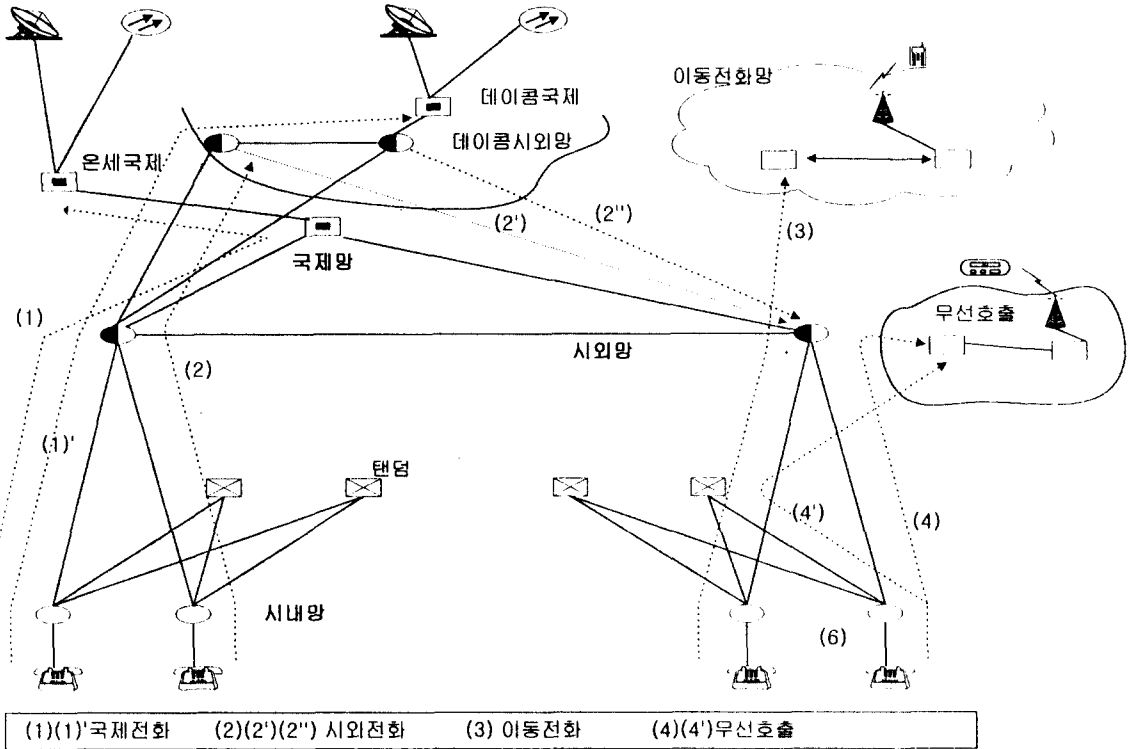 데이콤국제
데이콤시외망
이동전화망
온세국제
(2')
(2'')
(3)
국제망
(1)
무선호출
시외망
(2)
(1)'
탠덤
(4')
(4)
시내망
(6)
(1)(1)'국제전화 (2)(2')(2'') 시외전화 (3) 이동전화 (4)(4')무선호출